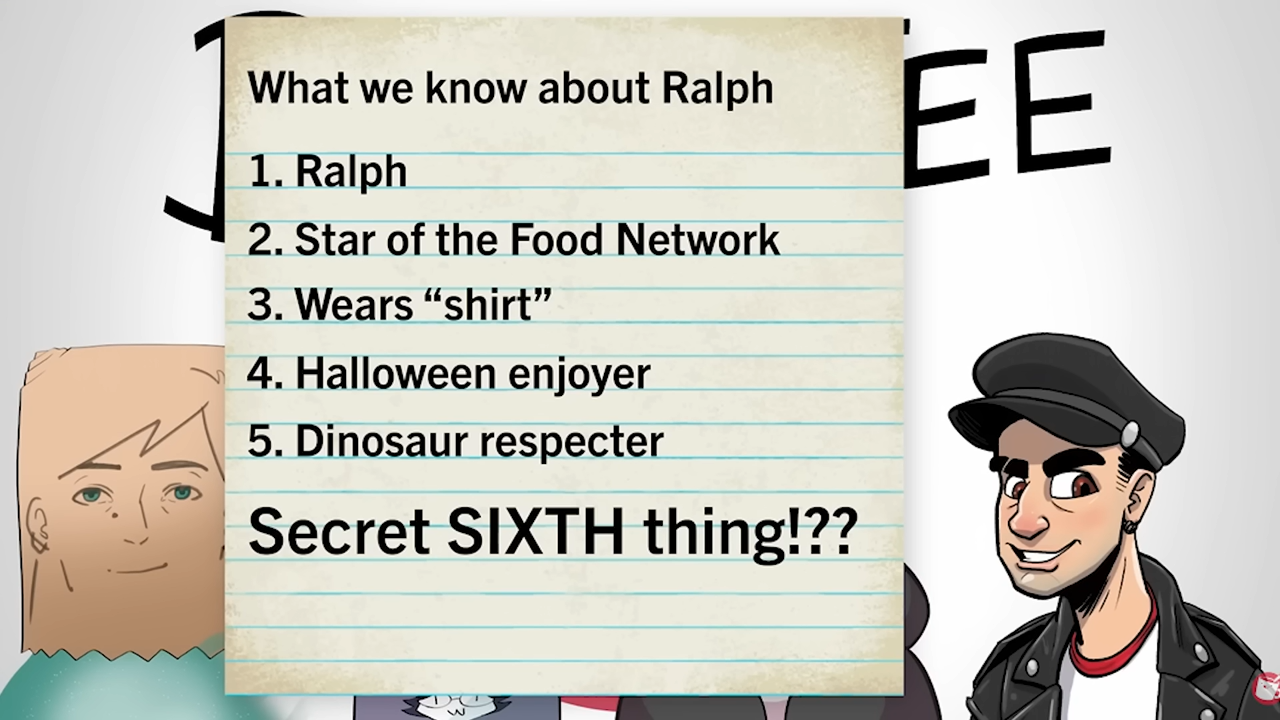 EE
What we know about Ralph
1. Ralph
2. Star of the Food Network
3. Wears “shirt”
4. Halloween enjoyer
5. Dinosaur respecter
Secret SIXTH thing!??